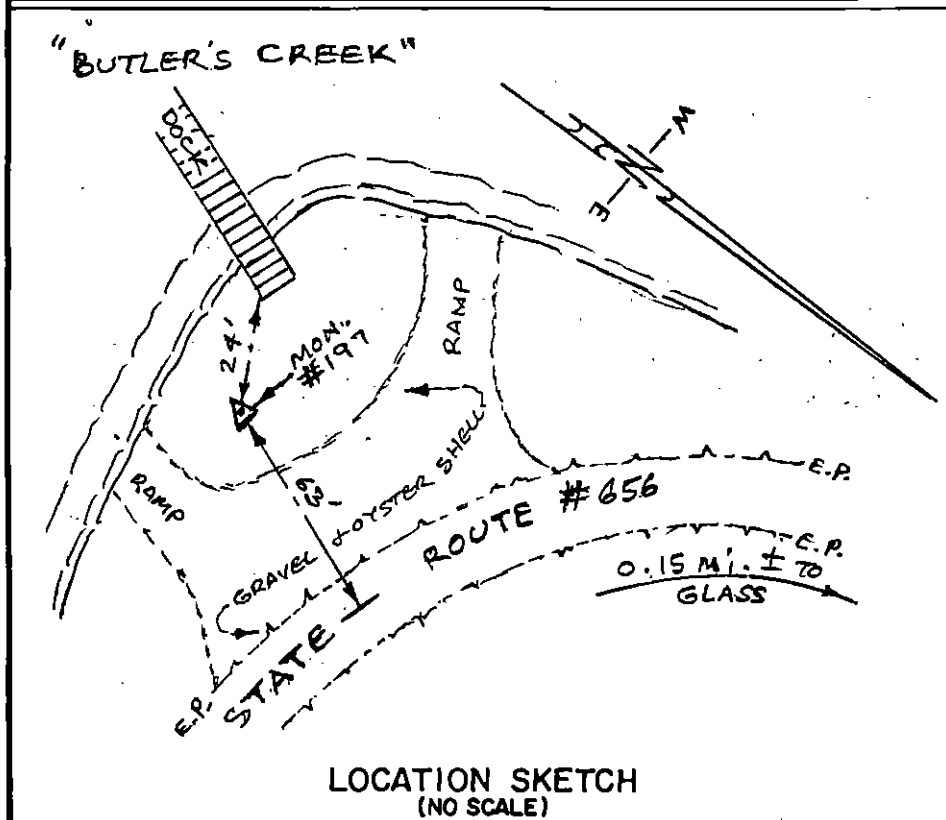 "BUTLER'S CREEK"
DOCK
W
N
E
24'
MON.
#197
RAMP
RAMP
63'
GRAVEL & OYSTER SHELL
E.P.
STATE ROUTE #656
E.P.
0.15 Mi. ± TO
GLASS
E.P.
LOCATION SKETCH
(NO SCALE)